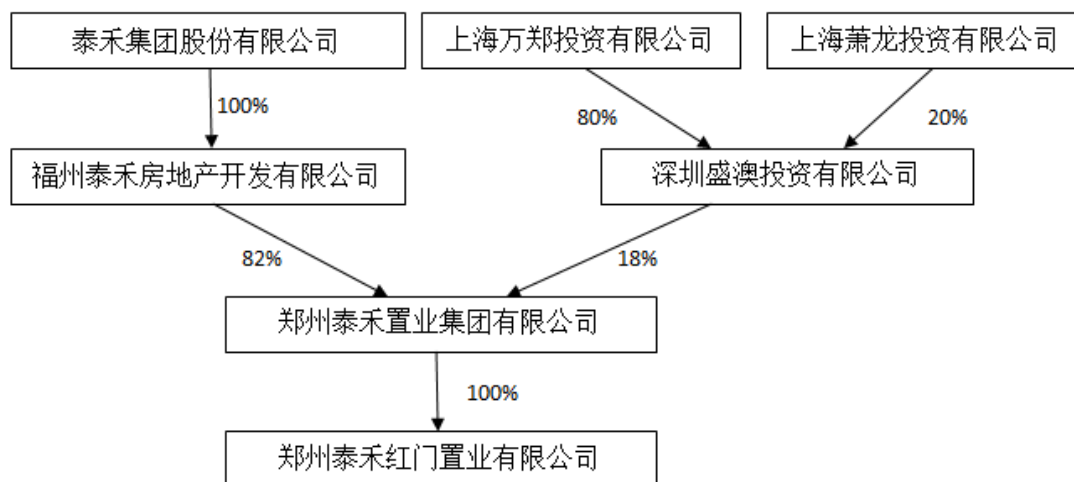 泰禾集团股份有限公司
上海万郑投资有限公司
上海萧龙投资有限公司
100%
80%
20%
福州泰禾房地产开发有限公司
深圳盛澳投资有限公司
82%
18%
郑州泰禾置业集团有限公司
100%
郑州泰禾红门置业有限公司